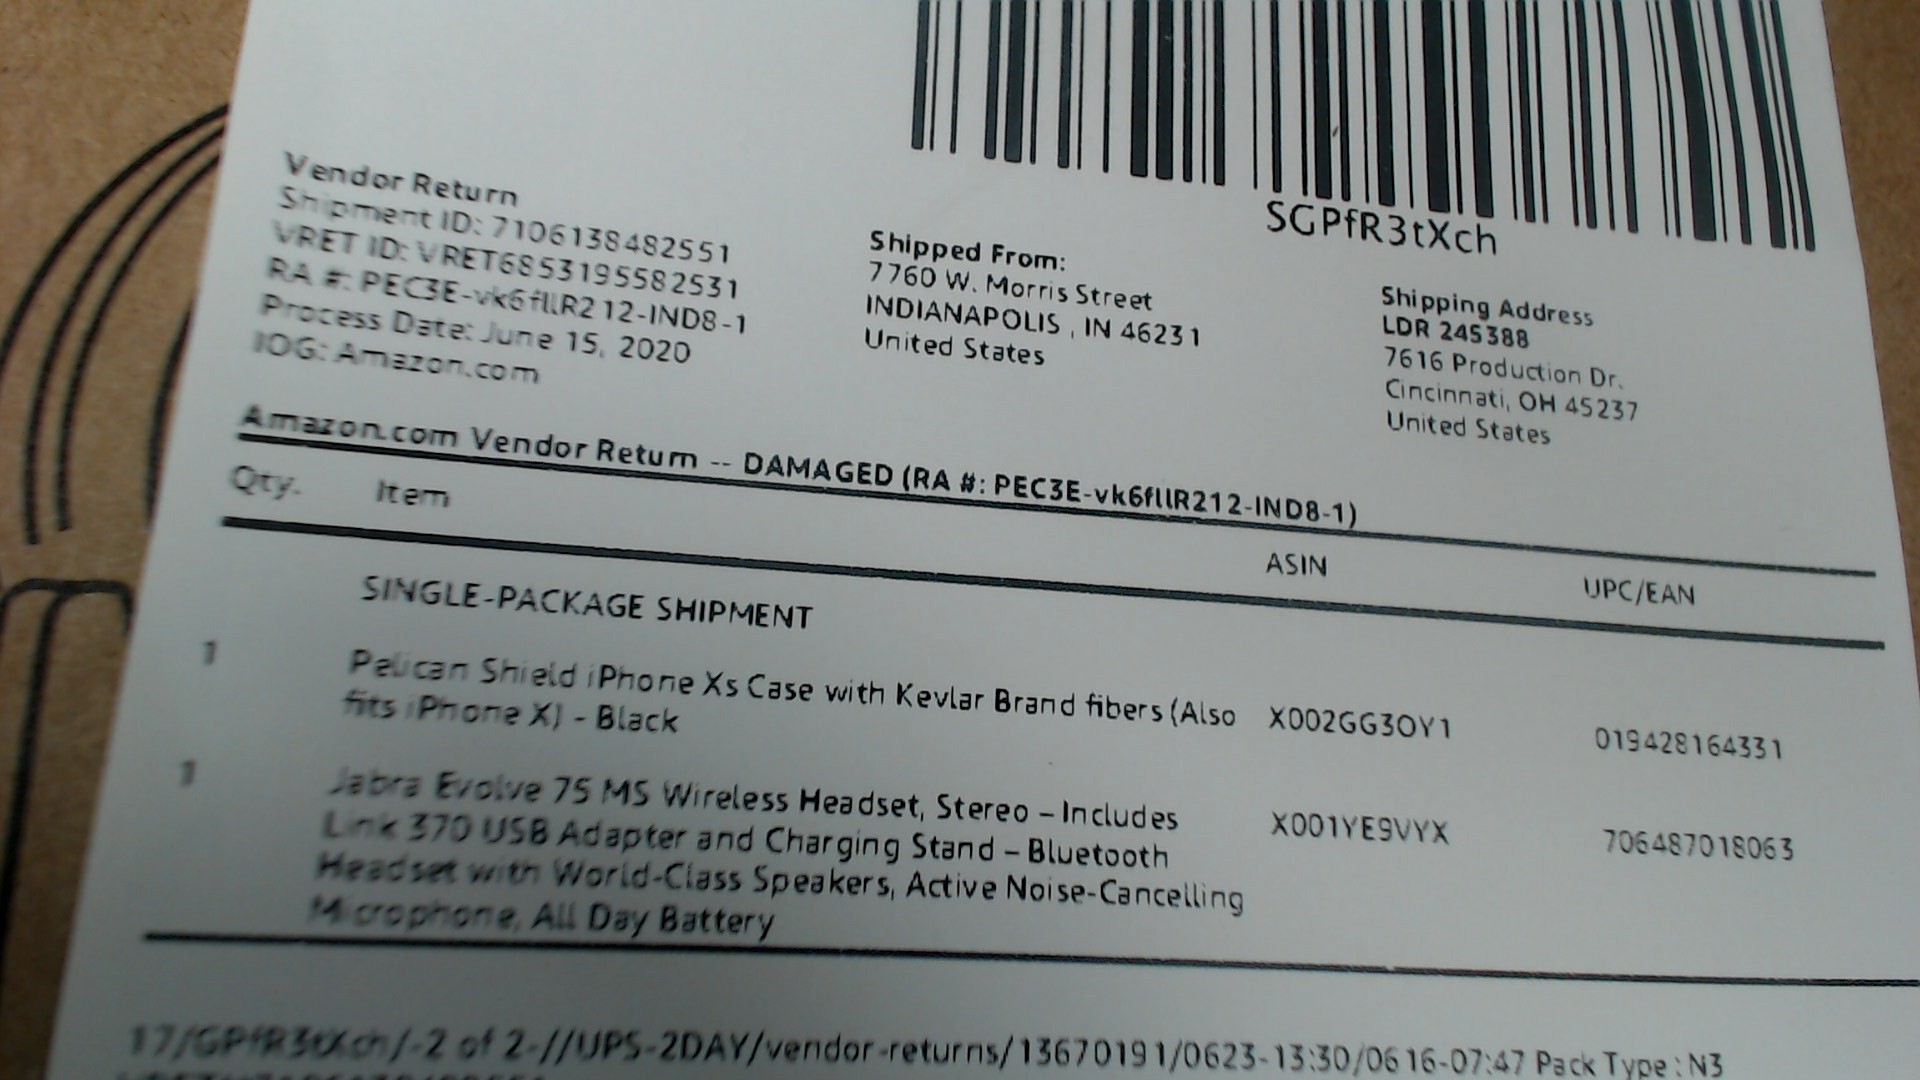 SGPfR3tXch
Vendor Return
Shipment ID: 7106138482551
VRET ID: VRET6853195582531
RA #: PEC3E-vk6fllR212-IND8-1
Process Date: June 15, 2020
IOG: Amazon.com
Shipped From:
7760 W. Morris Street
INDIANAPOLIS , IN 46231
United States
Shipping Address
LDR 245388
7616 Production Dr.
Cincinnati, OH 45237
United States
Amazon.com Vendor Return -- DAMAGED (RA #: PEC3E-vk6fllR212-IND8-1)
Qty. Item ASIN UPC/EAN
SINGLE-PACKAGE SHIPMENT
1 Pelican Shield iPhone Xs Case with Kevlar Brand fibers (Also X002GG3OY1 019428164331
fits iPhone X) - Black
1 Jabra Evolve 75 MS Wireless Headset, Stereo – Includes X001YE9VYX 706487018063
Link 370 USB Adapter and Charging Stand – Bluetooth
Headset with World-Class Speakers, Active Noise-Cancelling
Microphone, All Day Battery
17/GPfR3tXch/-2 of 2-//UPS-2DAY/vendor-returns/13670191/0623-13:30/0616-07:47 Pack Type : N3